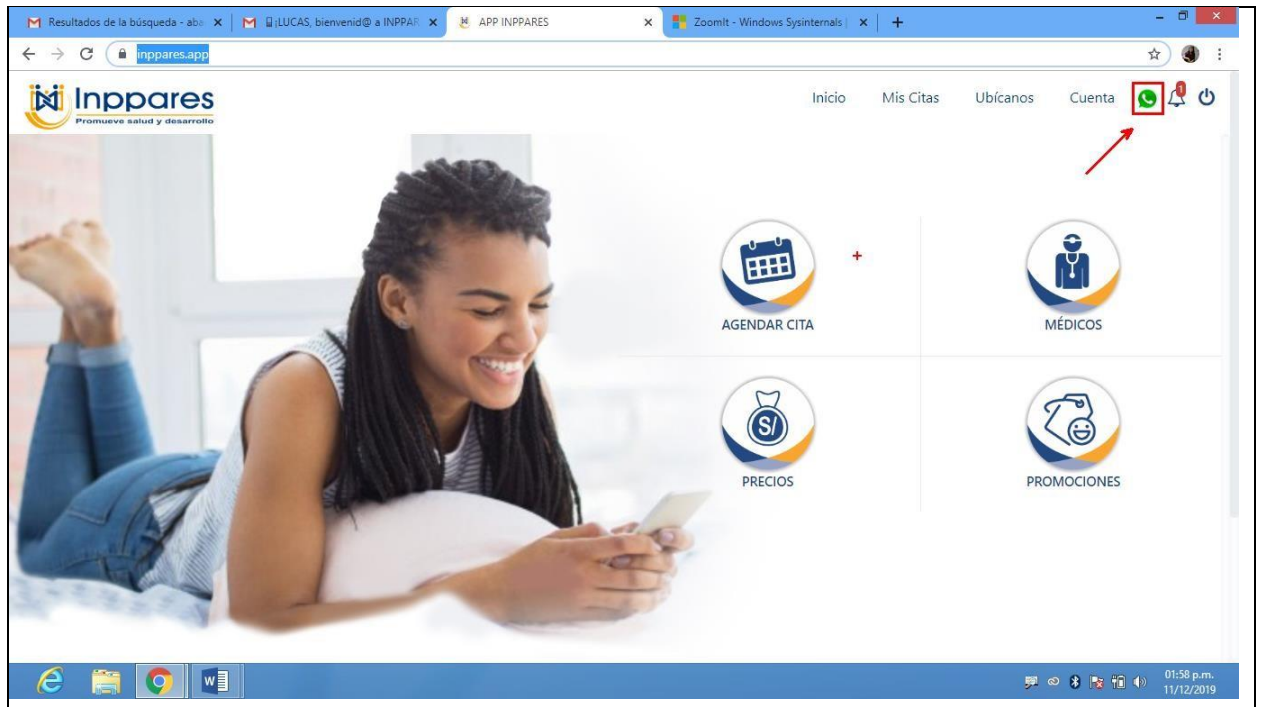 Resultados de la búsqueda - aba
¡LUCAS, bienvenid@ a INPPAR
APP INPPARES
ZoomIt - Windows Sysinternals |
inppares.app
Inppares
Promueve salud y desarrollo
Inicio
Mis Citas
Ubícanos
Cuenta
1
AGENDAR CITA
MÉDICOS
S/
PRECIOS
PROMOCIONES
01:58 p.m.
11/12/2019